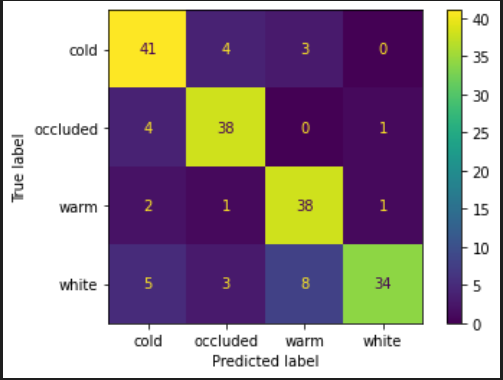 cold 41 4 3 0
occluded 4 38 0 1
warm 2 1 38 1
white 5 3 8 34
cold occluded warm white
Predicted label
True label
40
35
30
25
20
15
10
5
0